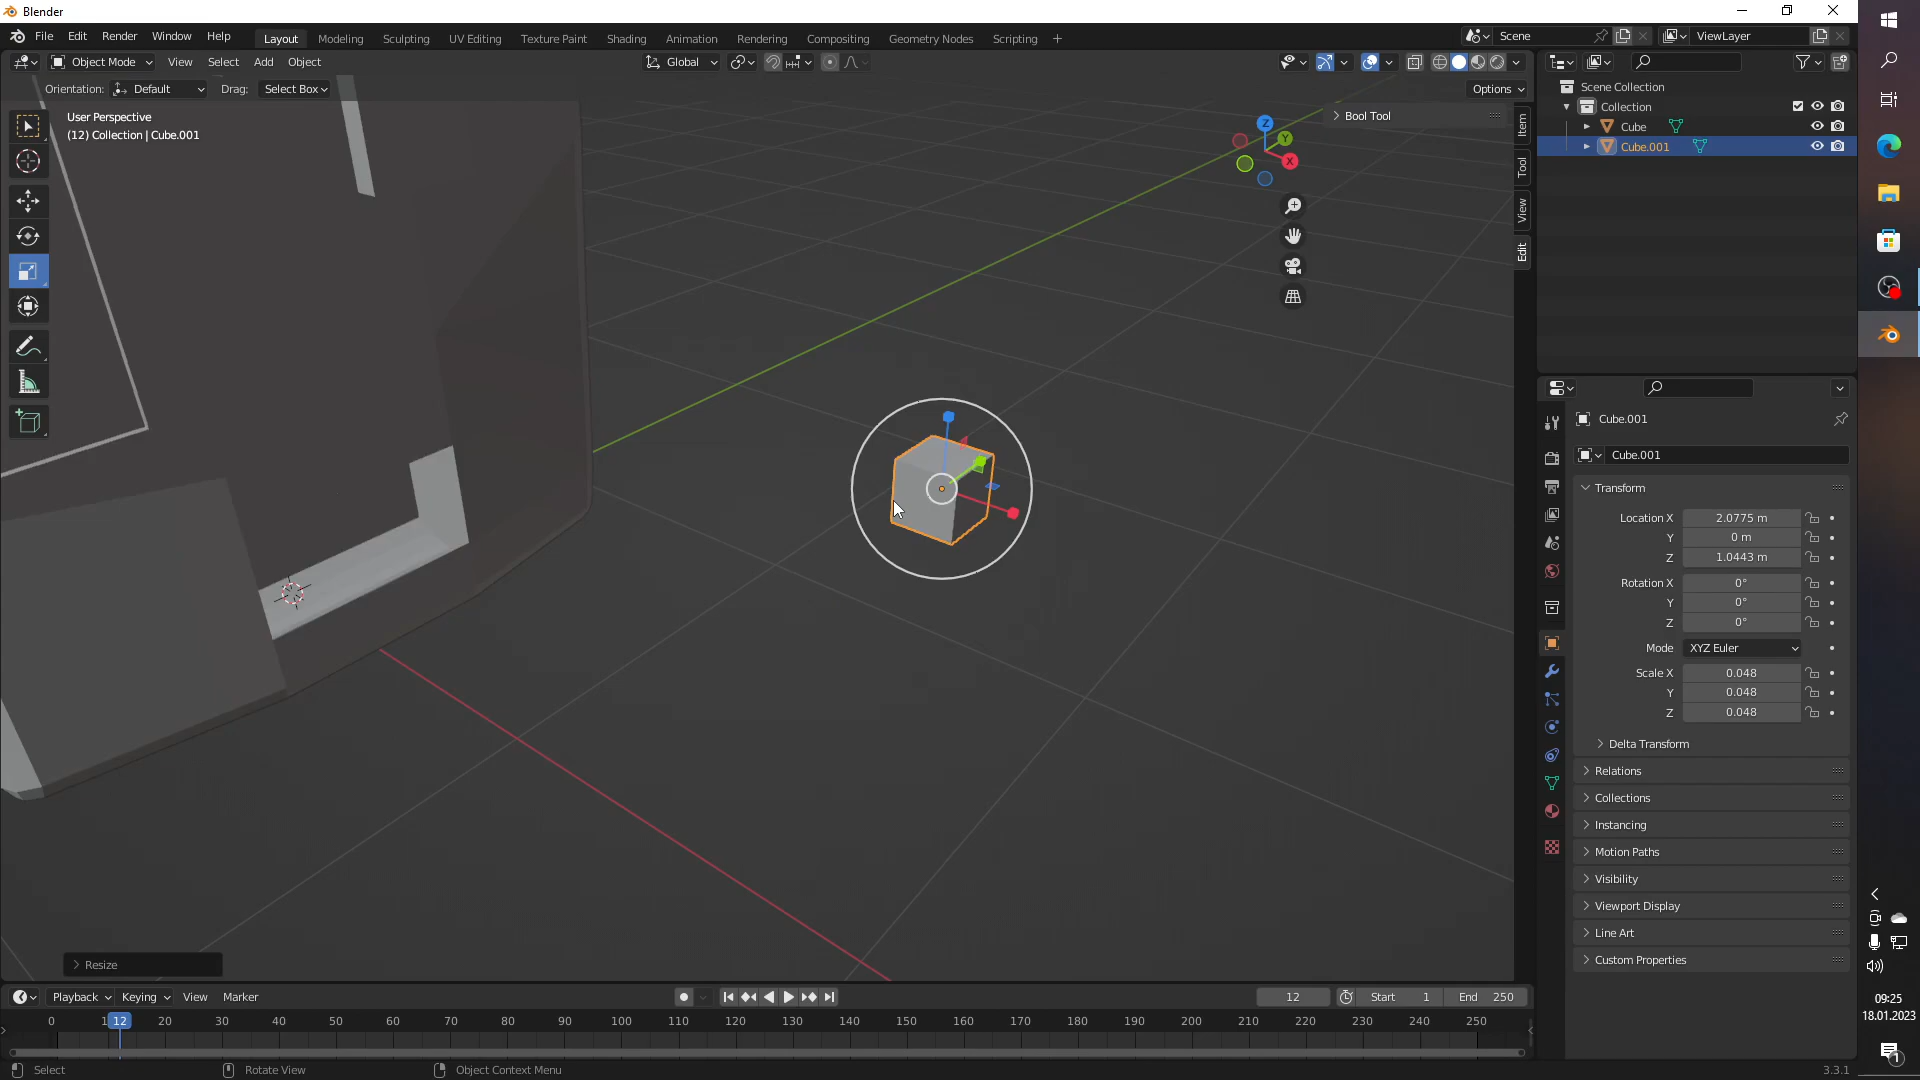 Blender
File Edit Render Window Help
Layout Modeling Sculpting UV Editing Texture Paint Shading Animation Rendering Compositing Geometry Nodes Scripting
Scene
ViewLayer
Object Mode View Select Add Object
Global
Orientation: Default Drag: Select Box
Options
User Perspective
(12) Collection | Cube.001
Bool Tool
Z
Y
X
Item
Tool
View
Edit
Scene Collection
Collection
Cube
Cube.001
Cube.001
Cube.001
Transform
Location X 2.0775 m
Y 0 m
Z 1.0443 m
Rotation X 0°
Y 0°
Z 0°
Mode XYZ Euler
Scale X 0.048
Y 0.048
Z 0.048
Delta Transform
Relations
Collections
Instancing
Motion Paths
Visibility
Viewport Display
Line Art
Custom Properties
Resize
Playback Keying View Marker
12 Start 1 End 250
0 12 20 30 40 50 60 70 80 90 100 110 120 130 140 150 160 170 180 190 200 210 220 230 240 250
Select Rotate View Object Context Menu
3.3.1
09:25
18.01.2023
1